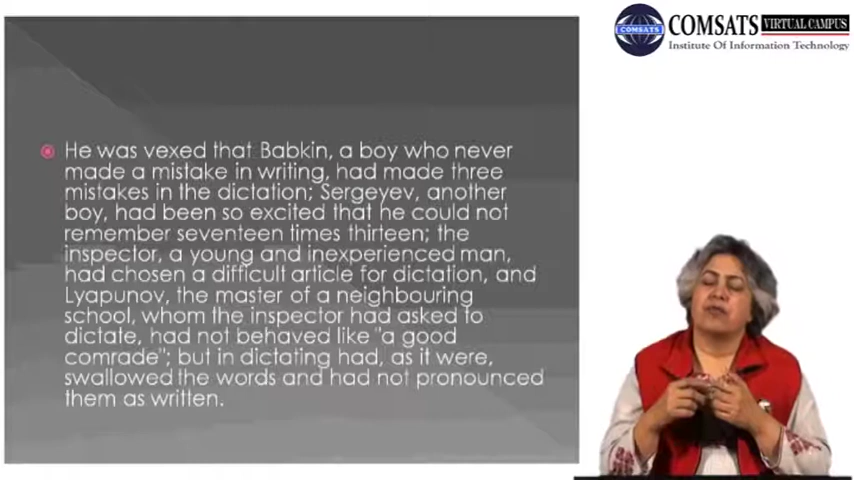 COMSATS VIRTUAL CAMPUS
Institute Of Information Technology
COMSATS
He was vexed that Babkin, a boy who never
made a mistake in writing, had made three
mistakes in the dictation; Sergeyev, another
boy, had been so excited that he could not
remember seventeen times thirteen; the
inspector, a young and inexperienced man,
had chosen a difficult article for dictation, and
Lyapunov, the master of a neighbouring
school, whom the inspector had asked to
dictate, had not behaved like "a good
comrade"; but in dictating had, as it were,
swallowed the words and had not pronounced
them as written.